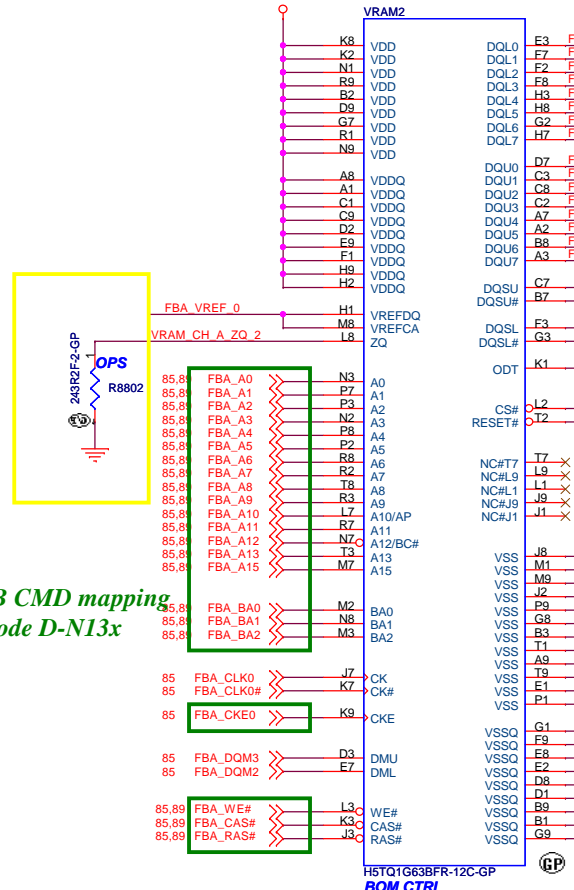 VRAM2
K8 VDD
K2 VDD
N1 VDD
R9 VDD
B2 VDD
D9 VDD
G7 VDD
R1 VDD
N9 VDD
A8 VDDQ
A1 VDDQ
C1 VDDQ
C9 VDDQ
D2 VDDQ
E9 VDDQ
F1 VDDQ
H9 VDDQ
H2 VDDQ
FBA_VREF_0 H1 VREFDQ
M8 VREFCA
VRAM_CH_A_ZQ_2 L8 ZQ
243R2F-2-GP
1
OPS
R8802
85,89 FBA_A0 N3 A0
85,89 FBA_A1 P7 A1
85,89 FBA_A2 P3 A2
85,89 FBA_A3 N2 A3
85,89 FBA_A4 P8 A4
85,89 FBA_A5 P2 A5
85,89 FBA_A6 R8 A6
85,89 FBA_A7 R2 A7
85,89 FBA_A8 T8 A8
85,89 FBA_A9 R3 A9
85,89 FBA_A10 L7 A10/AP
85,89 FBA_A11 R7 A11
85,89 FBA_A12 N7 A12/BC#
85,89 FBA_A13 T3 A13
85,89 FBA_A15 M7 A15
CMD mapping
ode D-N13x
85,89 FBA_BA0 M2 BA0
85,89 FBA_BA1 N8 BA1
85,89 FBA_BA2 M3 BA2
85 FBA_CLK0 J7 CK
85 FBA_CLK0# K7 CK#
85 FBA_CKE0 K9 CKE
85 FBA_DQM3 D3 DMU
85 FBA_DQM2 E7 DML
85,89 FBA_WE# L3 WE#
85,89 FBA_CAS# K3 CAS#
85,89 FBA_RAS# J3 RAS#
DQL0 E3
DQL1 F7
DQL2 F2
DQL3 F8
DQL4 H3
DQL5 H8
DQL6 G2
DQL7 H7
DQU0 D7
DQU1 C3
DQU2 C8
DQU3 C2
DQU4 A7
DQU5 A2
DQU6 B8
DQU7 A3
DQSU C7
DQSU# B7
DQSL F3
DQSL# G3
ODT K1
CS# L2
RESET# T2
NC#T7 T7
NC#L9 L9
NC#L1 L1
NC#J9 J9
NC#J1 J1
VSS J8
VSS M1
VSS M9
VSS J2
VSS P9
VSS G8
VSS B3
VSS T1
VSS A9
VSS T9
VSS E1
VSS P1
VSSQ G1
VSSQ F9
VSSQ E8
VSSQ E2
VSSQ D8
VSSQ D1
VSSQ B9
VSSQ B1
VSSQ G9
GP
H5TQ1G63BFR-12C-GP
BOM CTRL